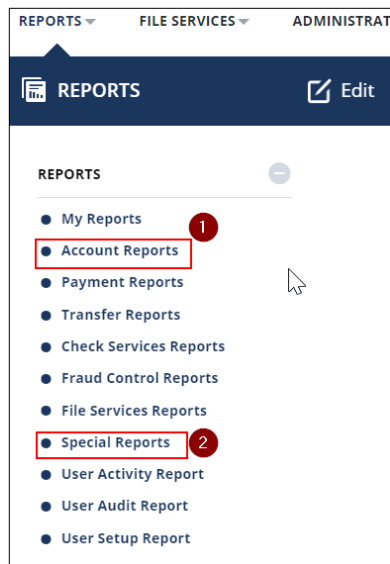 REPORTS FILE SERVICES ADMINISTRAT
REPORTS Edit
REPORTS
My Reports
1
Account Reports
Payment Reports
Transfer Reports
Check Services Reports
Fraud Control Reports
File Services Reports
Special Reports 2
User Activity Report
User Audit Report
User Setup Report